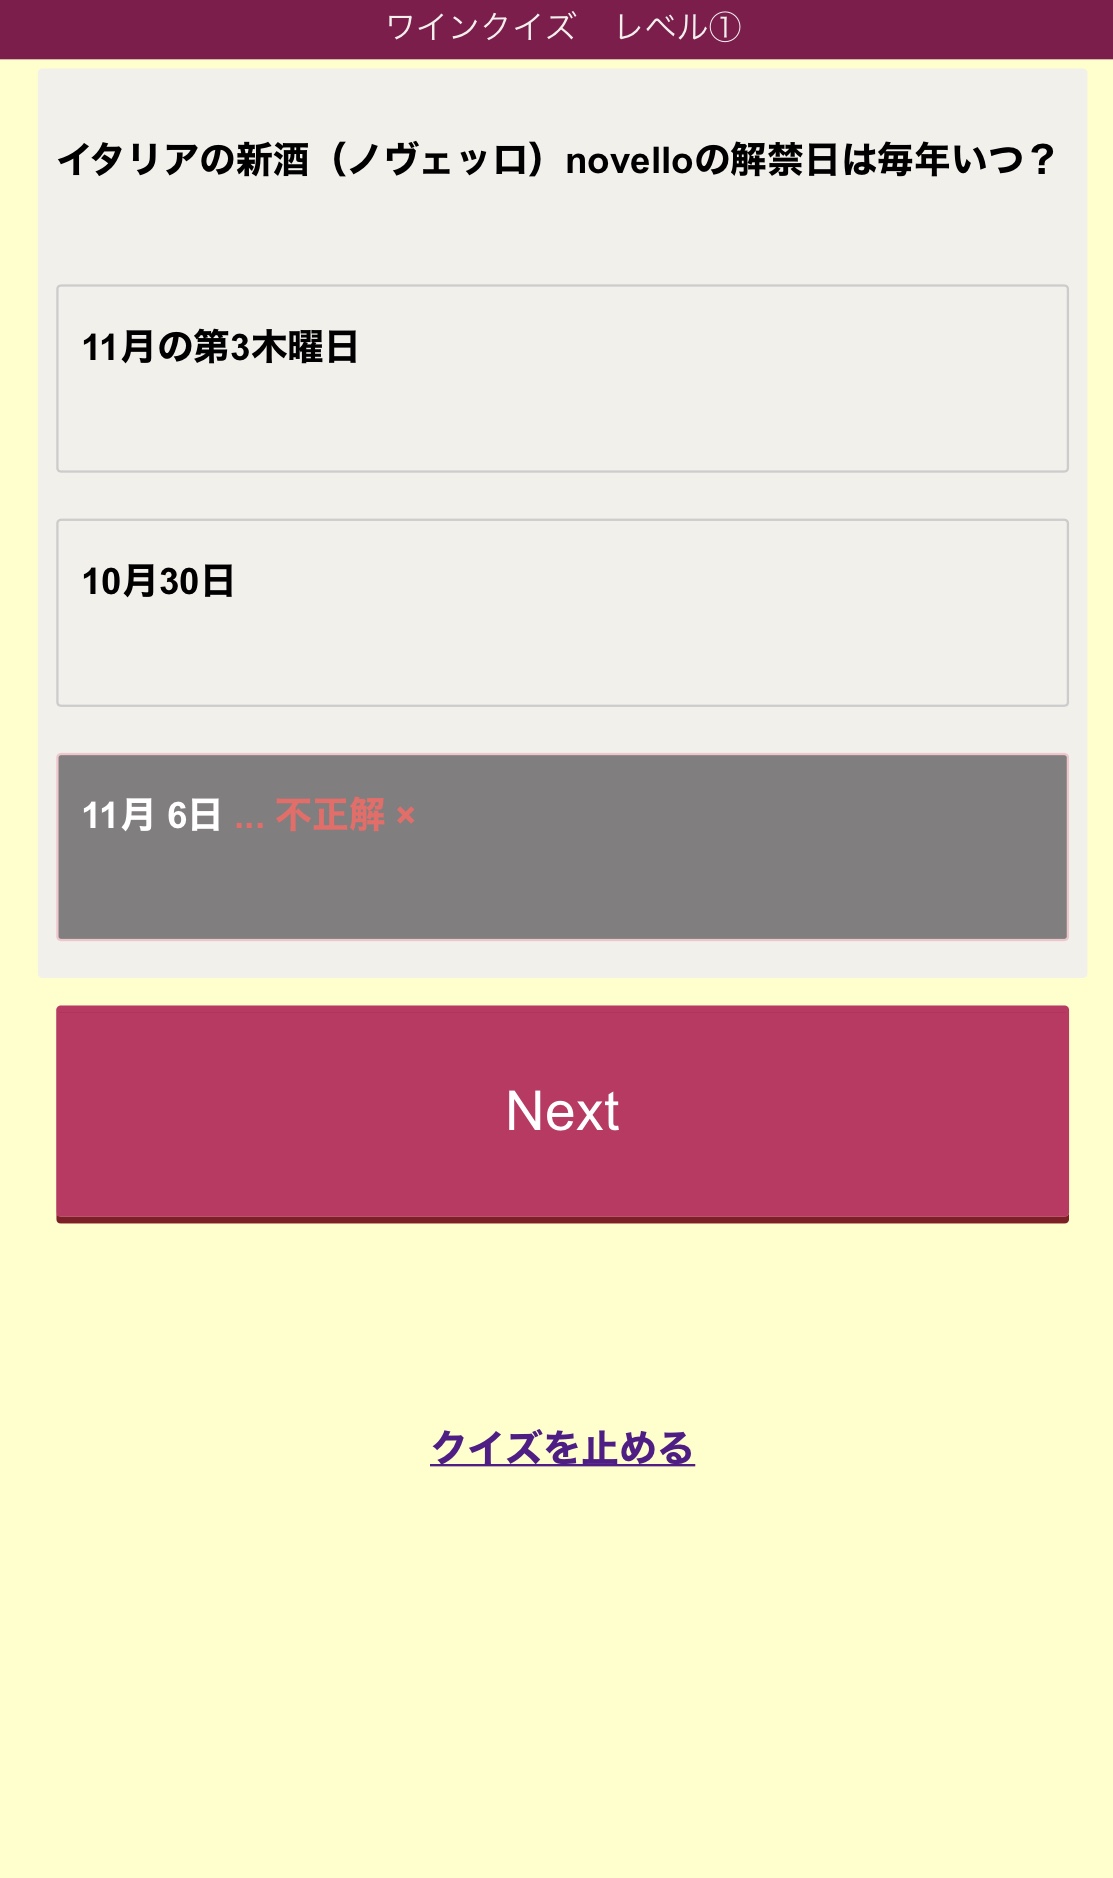 ワインクイズ　レベル①
イタリアの新酒（ノヴェッロ）novelloの解禁日は毎年いつ？
11月の第3木曜日
10月30日
11月 6日 ... 不正解 ×
Next
クイズを止める